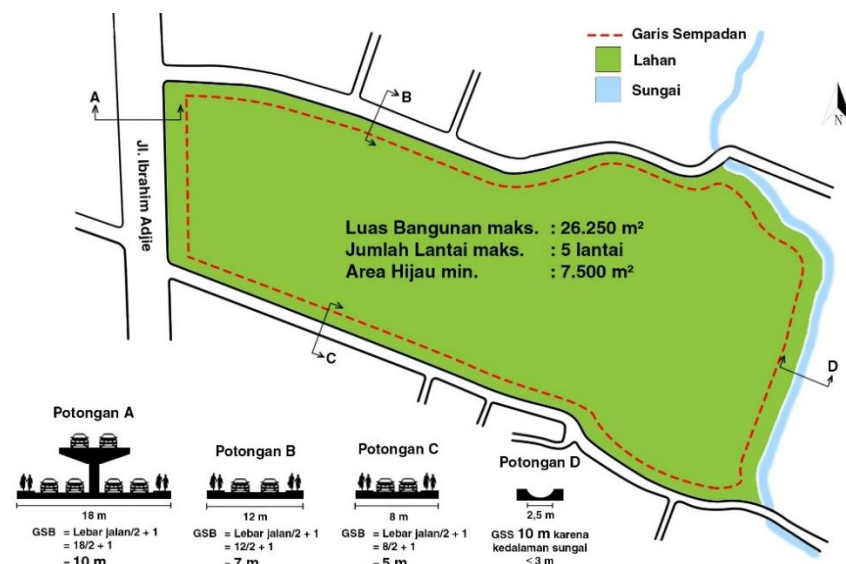 Garis Sempadan
Lahan
Sungai
A
B
N
Jl. Ibrahim Adjie
Luas Bangunan maks. : 26.250 m²
Jumlah Lantai maks. : 5 lantai
Area Hijau min. : 7.500 m²
C
D
Potongan A
18 m
GSB = Lebar jalan/2 + 1
= 18/2 + 1
= 10 m
Potongan B
12 m
GSB = Lebar jalan/2 + 1
= 12/2 + 1
= 7 m
Potongan C
8 m
GSB = Lebar jalan/2 + 1
= 8/2 + 1
= 5 m
Potongan D
2,5 m
GSS 10 m karena
kedalaman sungai
< 3 m